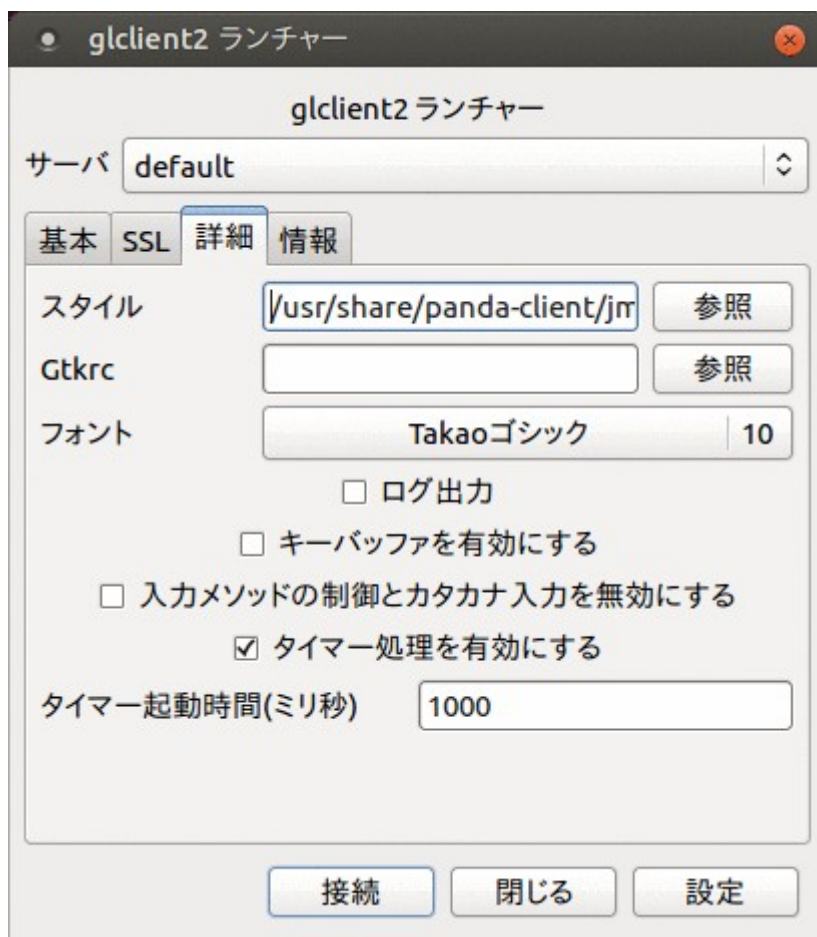 glclient2 ランチャー
glclient2 ランチャー
サーバ default
基本 SSL 詳細 情報
スタイル /usr/share/panda-client/jm 参照
Gtkrc 参照
フォント Takaoゴシック 10
ログ出力
キーバッファを有効にする
入力メソッドの制御とカタカナ入力を無効にする
タイマー処理を有効にする
タイマー起動時間(ミリ秒) 1000
接続 閉じる 設定